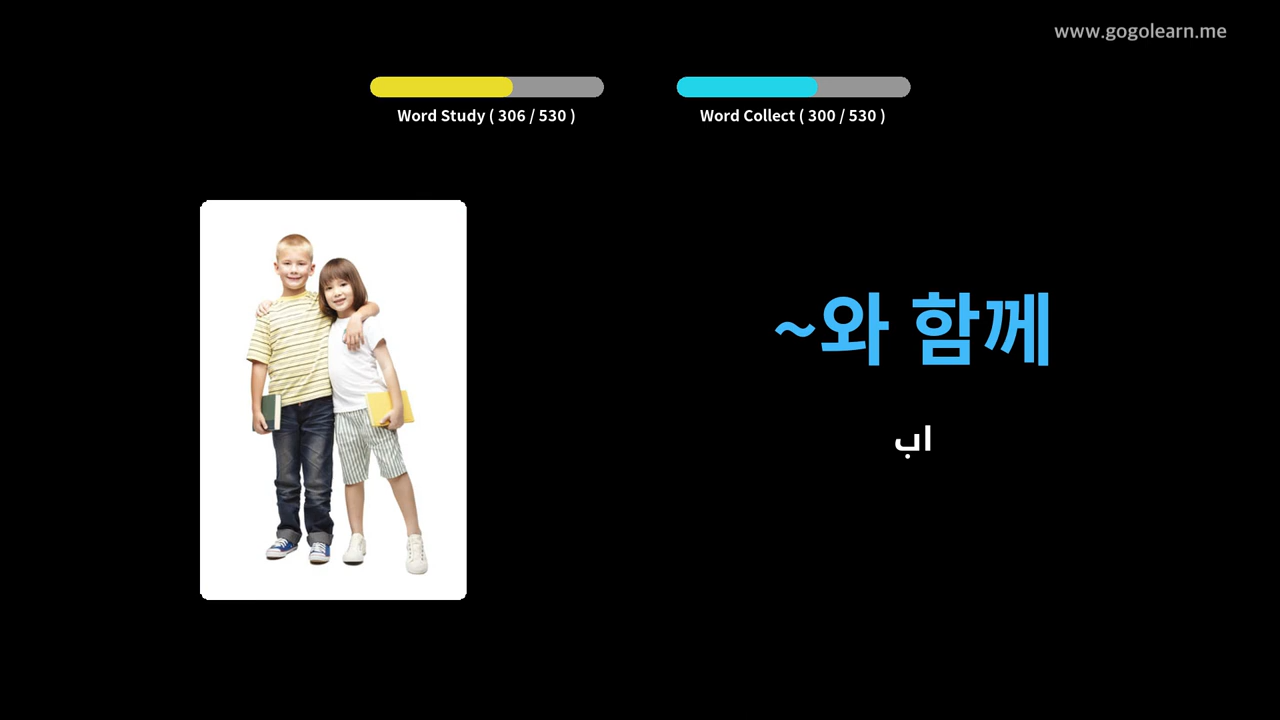 www.gogolearn.me
Word Study ( 306 / 530 )
Word Collect ( 300 / 530 )
~와 함께
اب